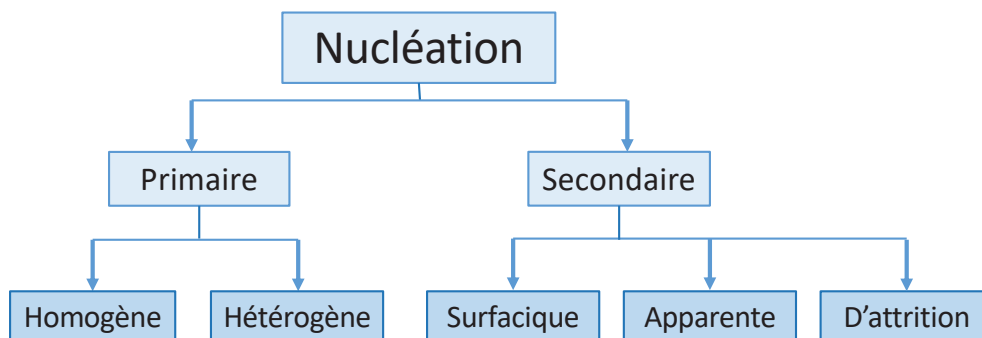 Nucléation
Primaire
Secondaire
Homogène
Hétérogène
Surfacique
Apparente
D’attrition